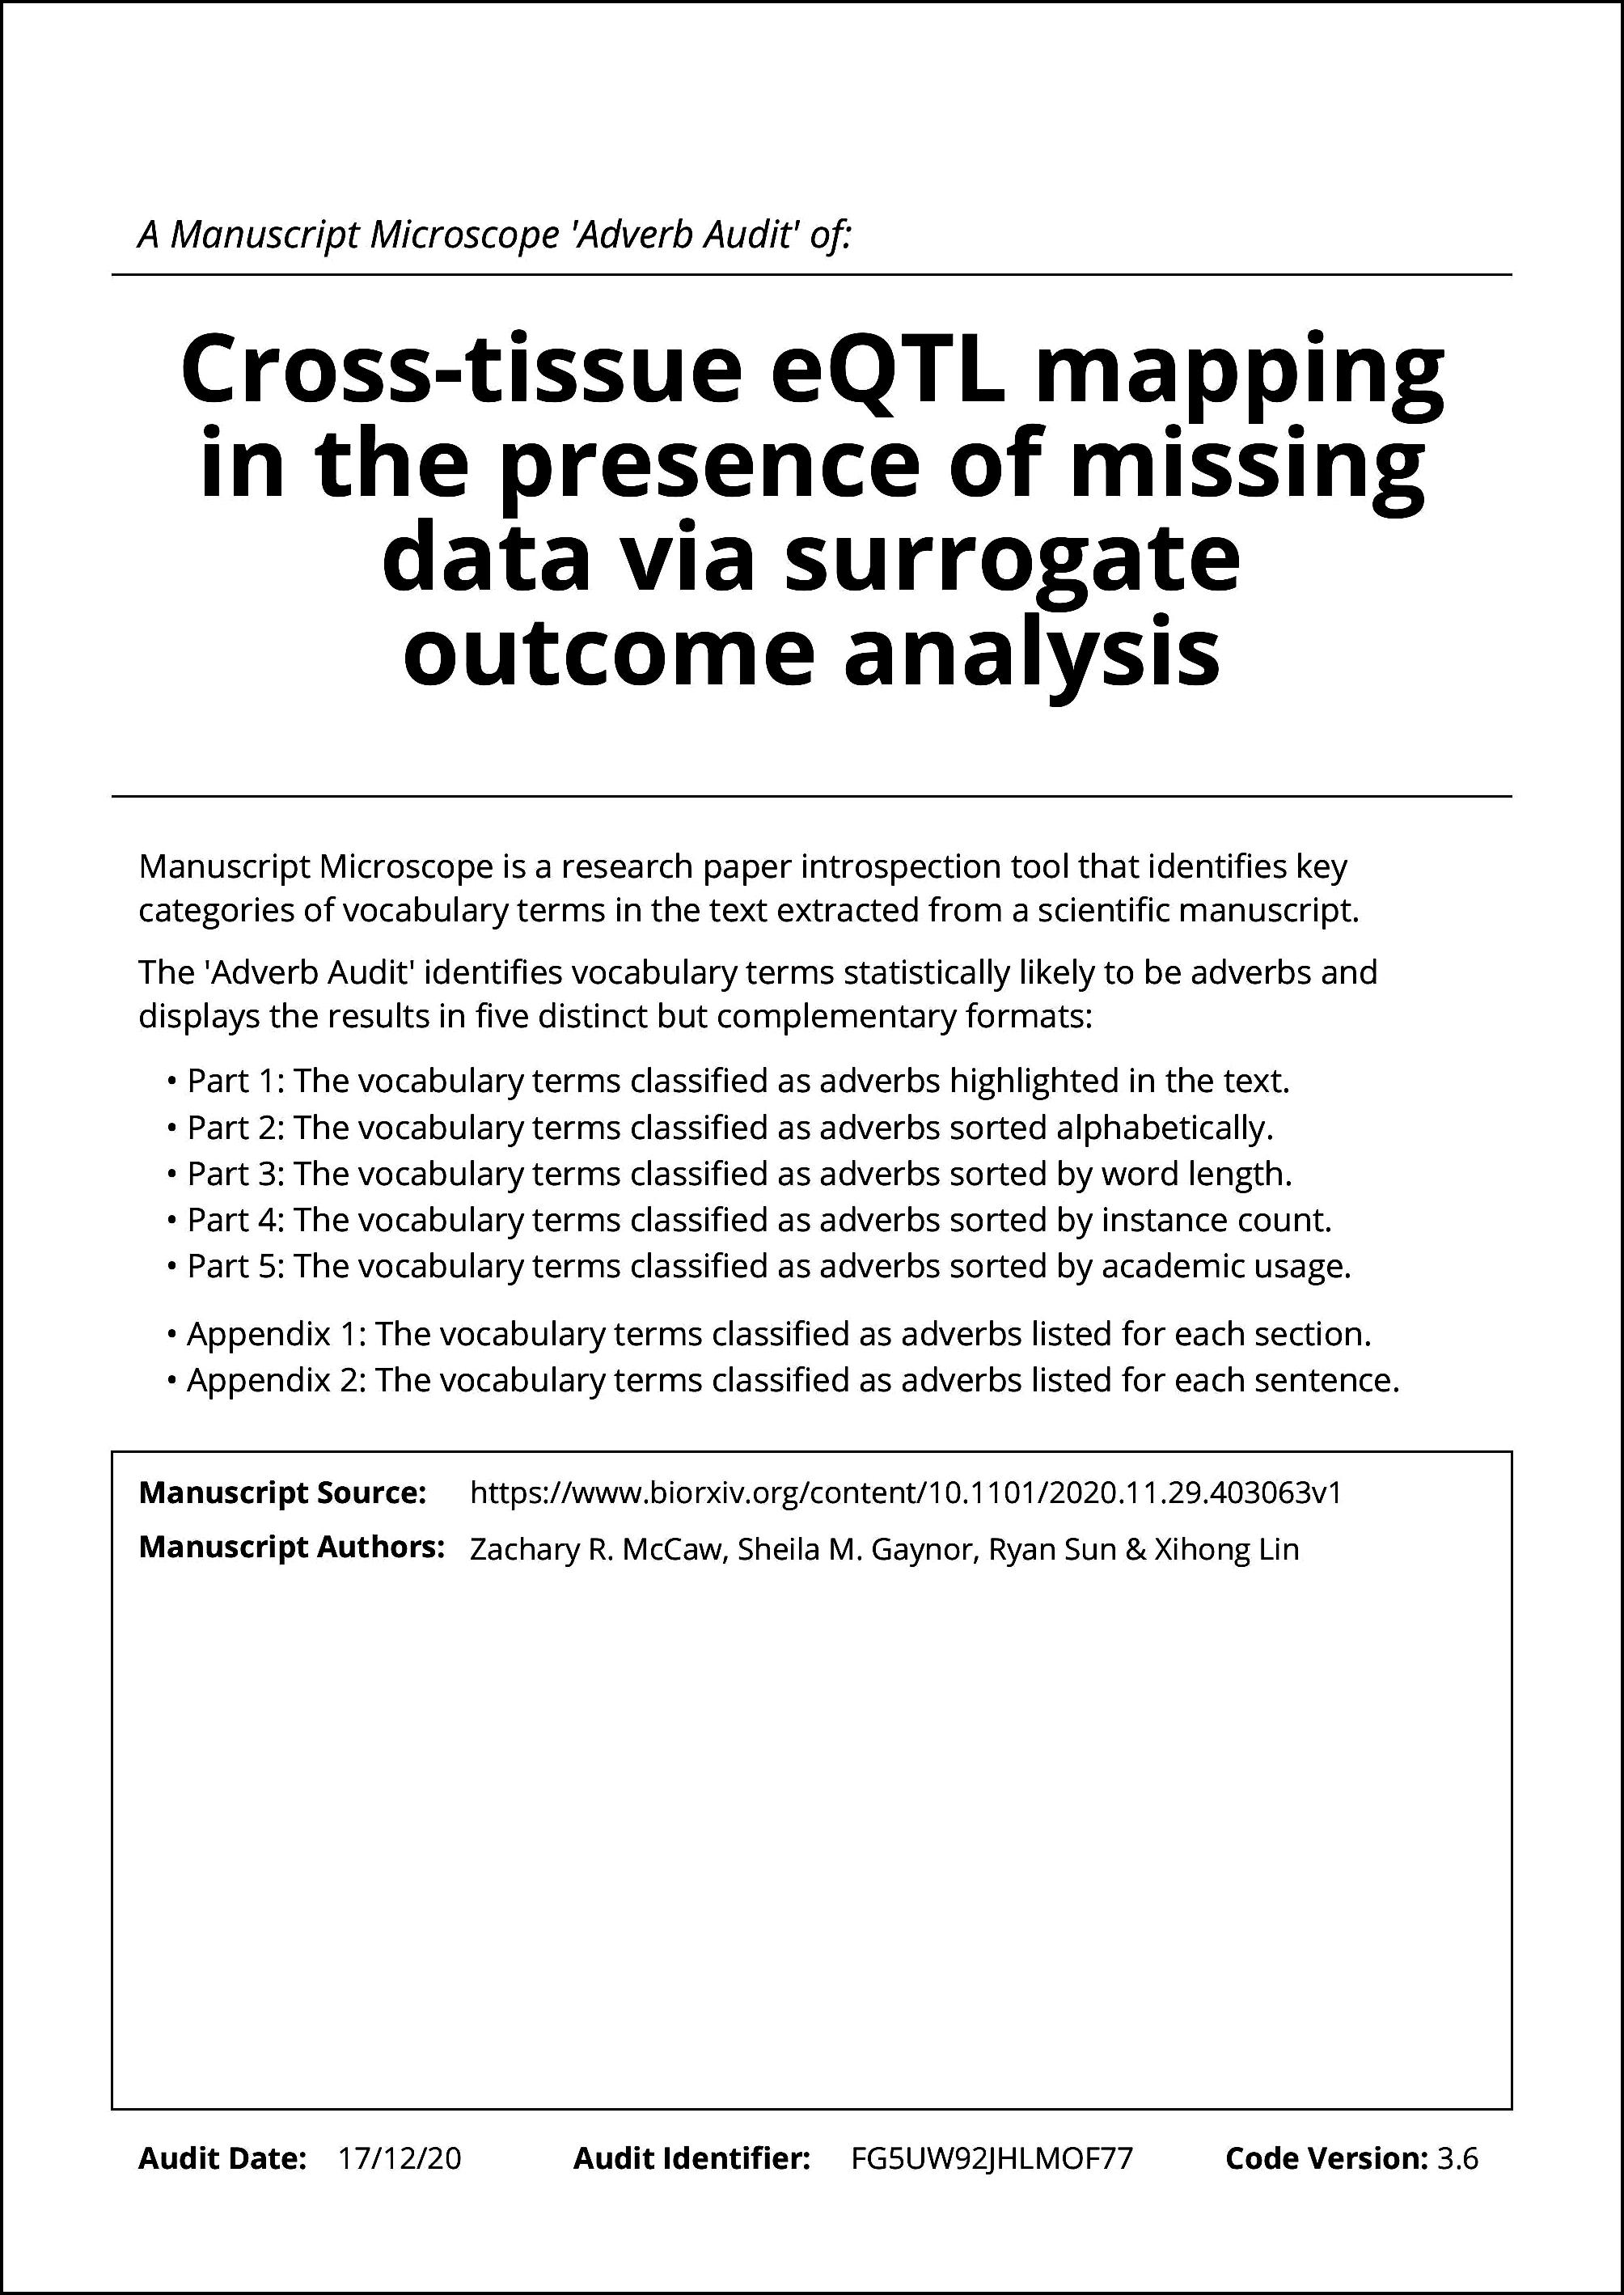 A Manuscript Microscope 'Adverb Audit' of:
Cross-tissue eQTL mapping
in the presence of missing
data via surrogate
outcome analysis
Manuscript Microscope is a research paper introspection tool that identifies key
categories of vocabulary terms in the text extracted from a scientific manuscript.
The 'Adverb Audit' identifies vocabulary terms statistically likely to be adverbs and
displays the results in five distinct but complementary formats:
• Part 1: The vocabulary terms classified as adverbs highlighted in the text.
• Part 2: The vocabulary terms classified as adverbs sorted alphabetically.
• Part 3: The vocabulary terms classified as adverbs sorted by word length.
• Part 4: The vocabulary terms classified as adverbs sorted by instance count.
• Part 5: The vocabulary terms classified as adverbs sorted by academic usage.
• Appendix 1: The vocabulary terms classified as adverbs listed for each section.
• Appendix 2: The vocabulary terms classified as adverbs listed for each sentence.
Manuscript Source: https://www.biorxiv.org/content/10.1101/2020.11.29.403063v1
Manuscript Authors: Zachary R. McCaw, Sheila M. Gaynor, Ryan Sun & Xihong Lin
Audit Date: 17/12/20 Audit Identifier: FG5UW92JHLMOF77 Code Version: 3.6